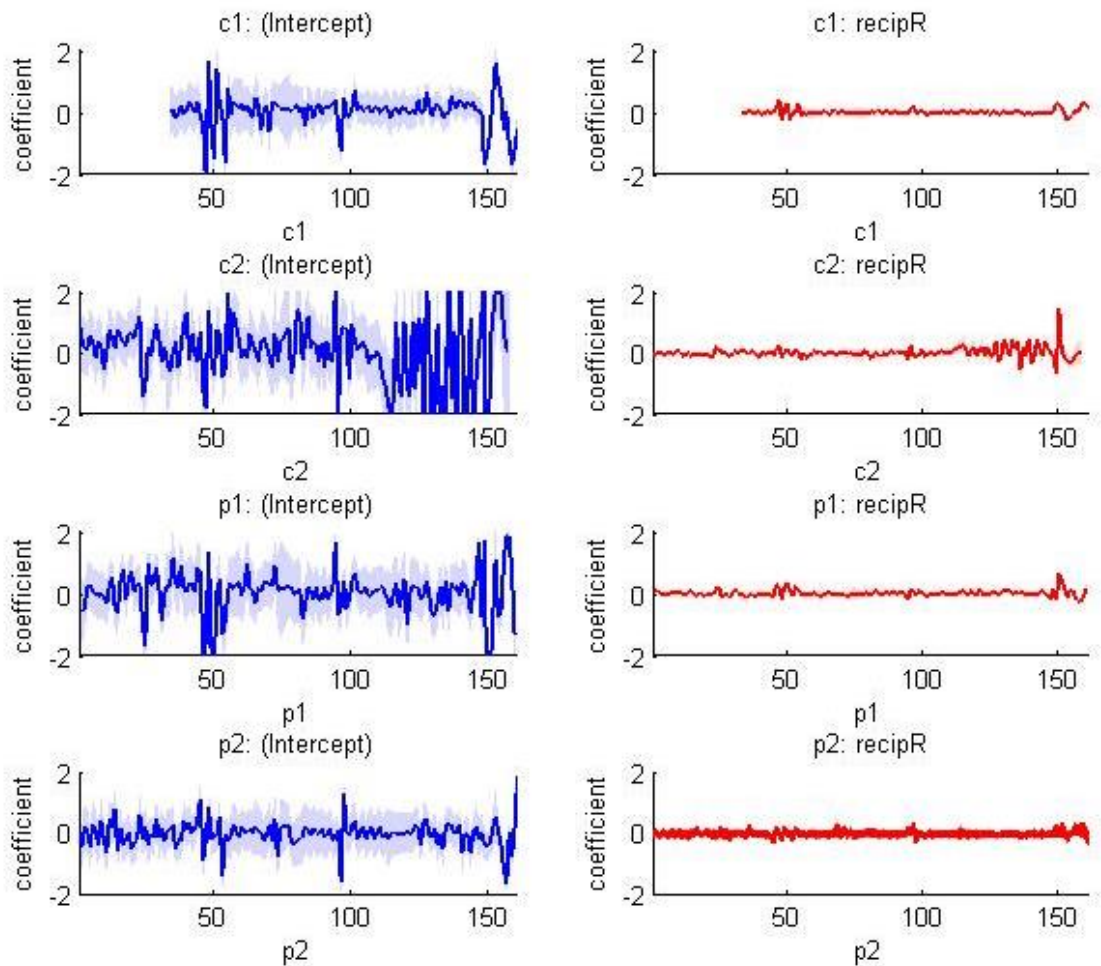 c1: (Intercept)
c1: recipR
coefficient
2
0
-2
50
100
150
c1
coefficient
2
0
-2
50
100
150
c1
c2: (Intercept)
c2: recipR
coefficient
2
0
-2
50
100
150
c2
coefficient
2
0
-2
50
100
150
c2
p1: (Intercept)
p1: recipR
coefficient
2
0
-2
50
100
150
p1
coefficient
2
0
-2
50
100
150
p1
p2: (Intercept)
p2: recipR
coefficient
2
0
-2
50
100
150
p2
coefficient
2
0
-2
50
100
150
p2